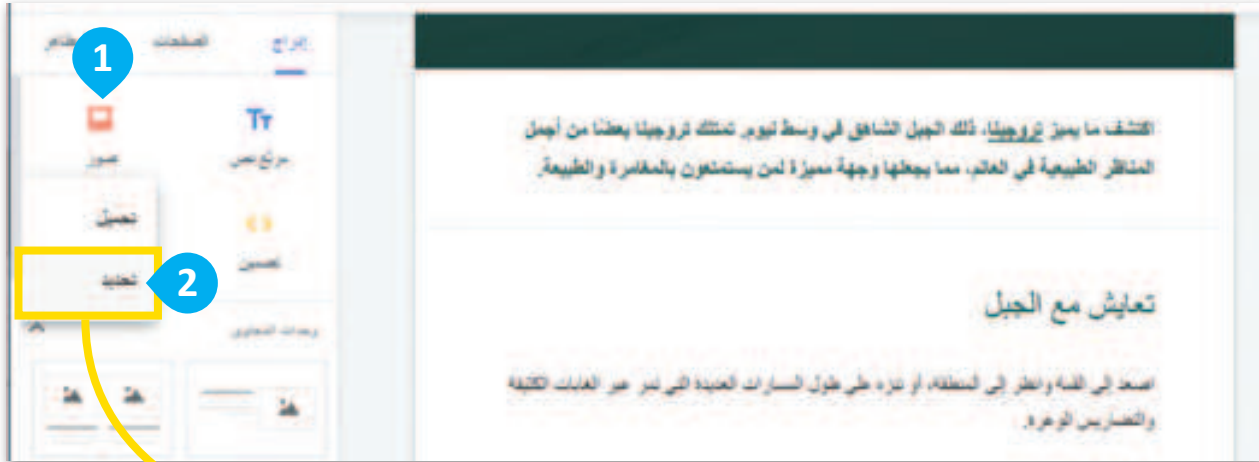 إدراج
الصفحات
1
صور
مربع نص
تحميل
تضمين
تحديد
2
وحدات المحتوى
اكتشف ما يميز تروجينا، ذلك الجبل الشاهق في وسط نيوم. تمتلك تروجينا بعضًا من أجمل
المناظر الطبيعية في العالم، مما يجعلها وجهة مميزة لمن يستمتعون بالمغامرة والطبيعة.
تعايش مع الجبل
اصعد إلى القمة وانظر إلى المنطقة، أو تنزه على طول المسارات العديدة التي تمر عبر الغابات الكثيفة
والتضاريس الوعرة.